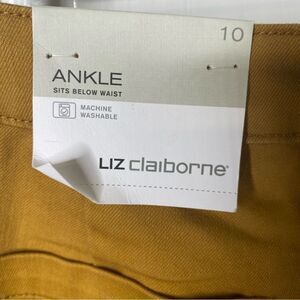 10
ANKLE
SITS BELOW WAIST
MACHINE
WASHABLE
LIZ claiborne®